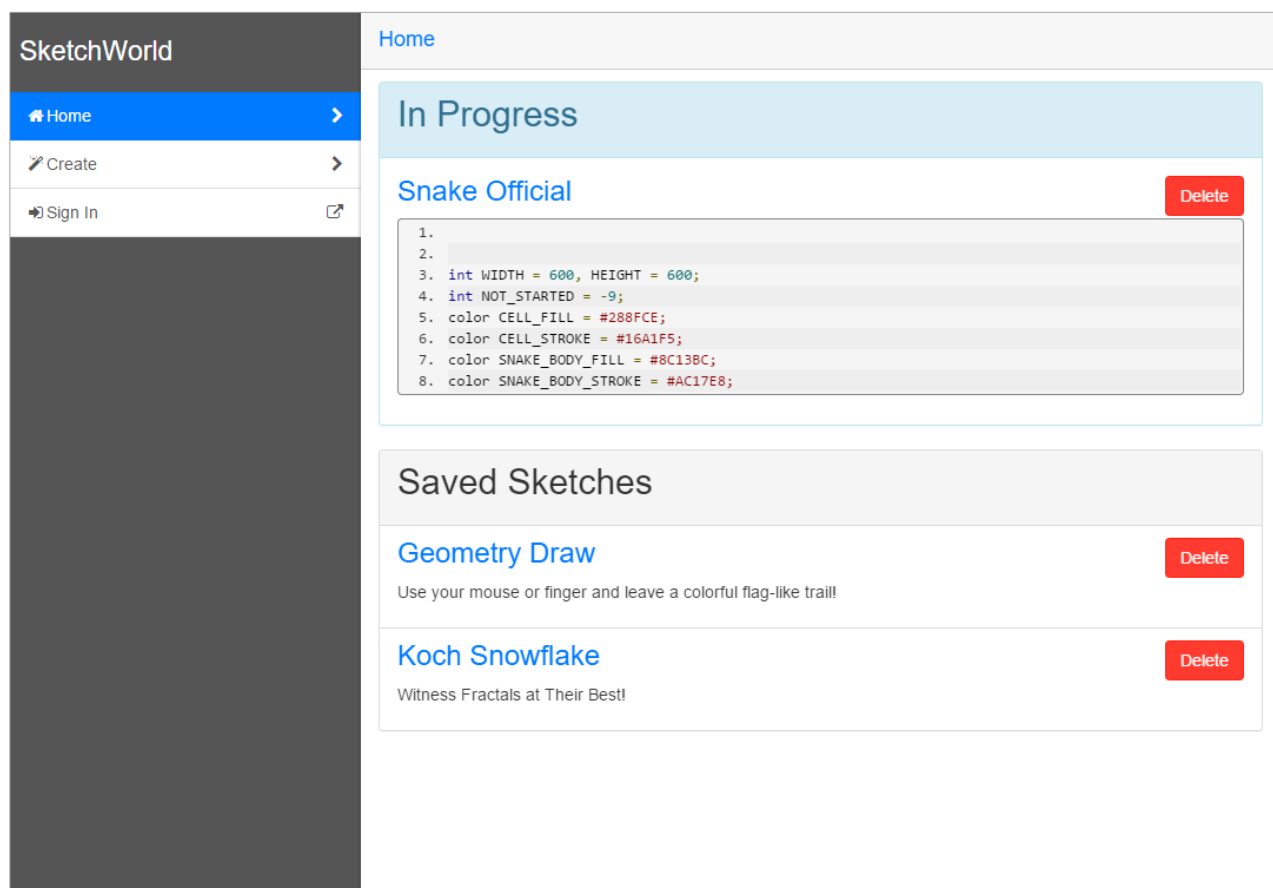 SketchWorld
Home
Create
Sign In
Home
In Progress
Snake Official
Delete
1.
2.
3. int WIDTH = 600, HEIGHT = 600;
4. int NOT_STARTED = -9;
5. color CELL_FILL = #288FCE;
6. color CELL_STROKE = #16A1F5;
7. color SNAKE_BODY_FILL = #8C13BC;
8. color SNAKE_BODY_STROKE = #AC17E8;
Saved Sketches
Geometry Draw
Delete
Use your mouse or finger and leave a colorful flag-like trail!
Koch Snowflake
Delete
Witness Fractals at Their Best!